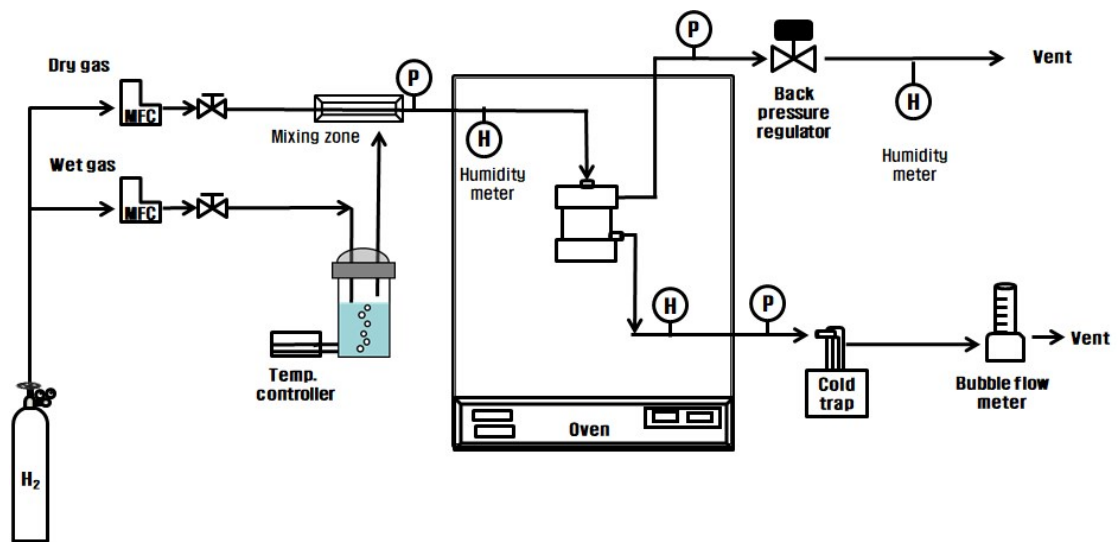 Dry gas
MFC
Mixing zone
P
H
Humidity
meter
P
Back
pressure
regulator
H
Humidity
meter
Vent
Wet gas
MFC
Temp.
controller
H
P
Cold
trap
Bubble flow
meter
Vent
Oven
H₂